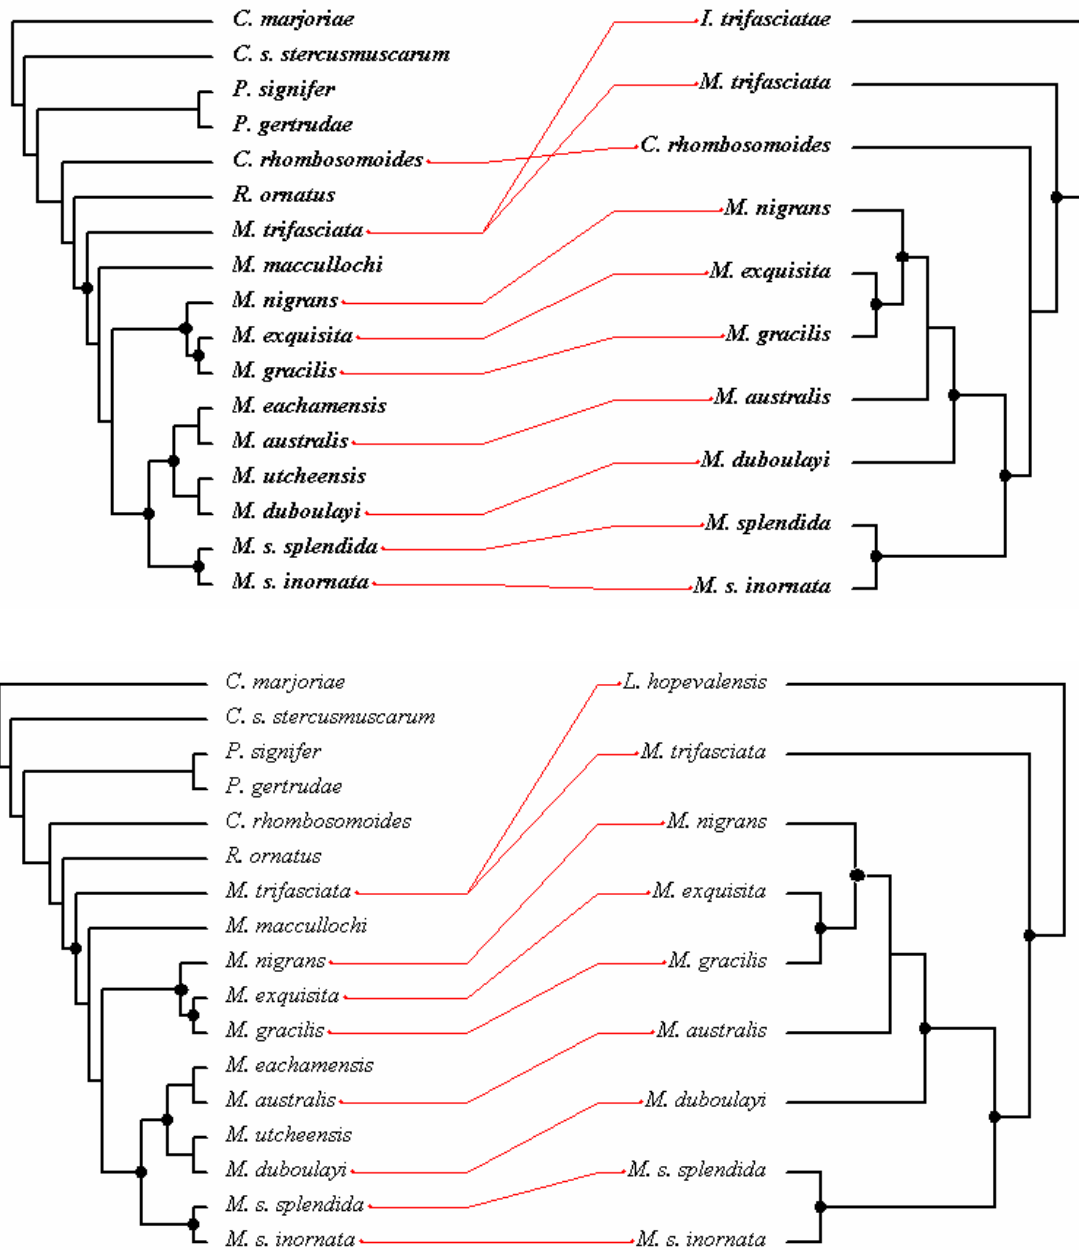 C. marjoriae
C. s. stercusmuscarum
P. signifer
P. gertrudae
C. rhombosomoides
R. ornatus
M. trifasciata
M. maccullochi
M. nigrans
M. exquisita
M. gracilis
M. eachamensis
M. australis
M. utcheensis
M. duboulayi
M. s. splendida
M. s. inornata
I. trifasciatae
M. trifasciata
C. rhombosomoides
M. nigrans
M. exquisita
M. gracilis
M. australis
M. duboulayi
M. splendida
M. s. inornata
C. marjoriae
C. s. stercusmuscarum
P. signifer
P. gertrudae
C. rhombosomoides
R. ornatus
M. trifasciata
M. maccullochi
M. nigrans
M. exquisita
M. gracilis
M. eachamensis
M. australis
M. utcheensis
M. duboulayi
M. s. splendida
M. s. inornata
L. hopevalensis
M. trifasciata
M. nigrans
M. exquisita
M. gracilis
M. australis
M. duboulayi
M. s. splendida
M. s. inornata